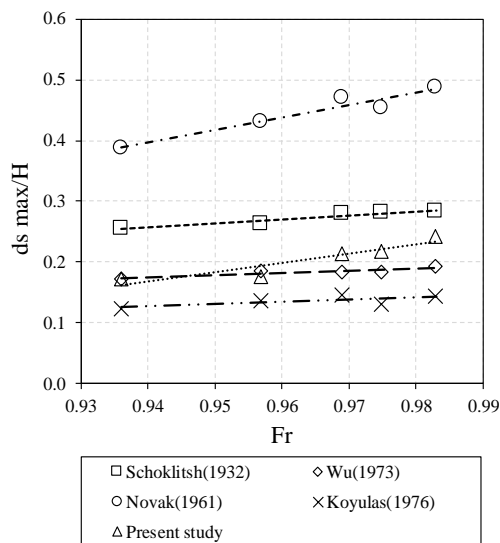 0.6
0.5
0.4
0.3
0.2
0.1
0.0
ds max/H
0.93 0.94 0.95 0.96 0.97 0.98 0.99
Fr
Schoklitsh(1932) Wu(1973)
Novak(1961) Koyulas(1976)
Present study